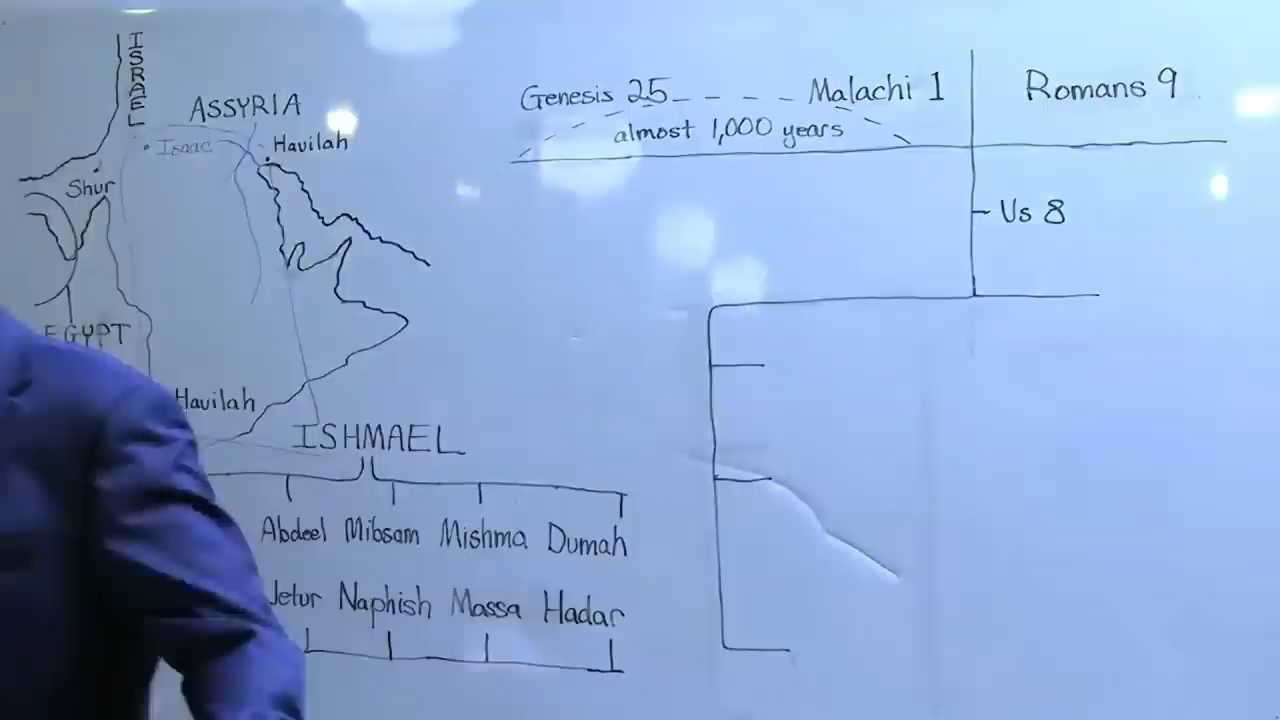 ISRAEL
ASSYRIA
Isaac
Havilah
Shur
EGYPT
Havilah
ISHMAEL
Abdeel Mibsam Mishma Dumah
Jetur Naphish Massa Hadar
Genesis 25 - - - - Malachi 1
almost 1,000 years
Romans 9
- Vs 8